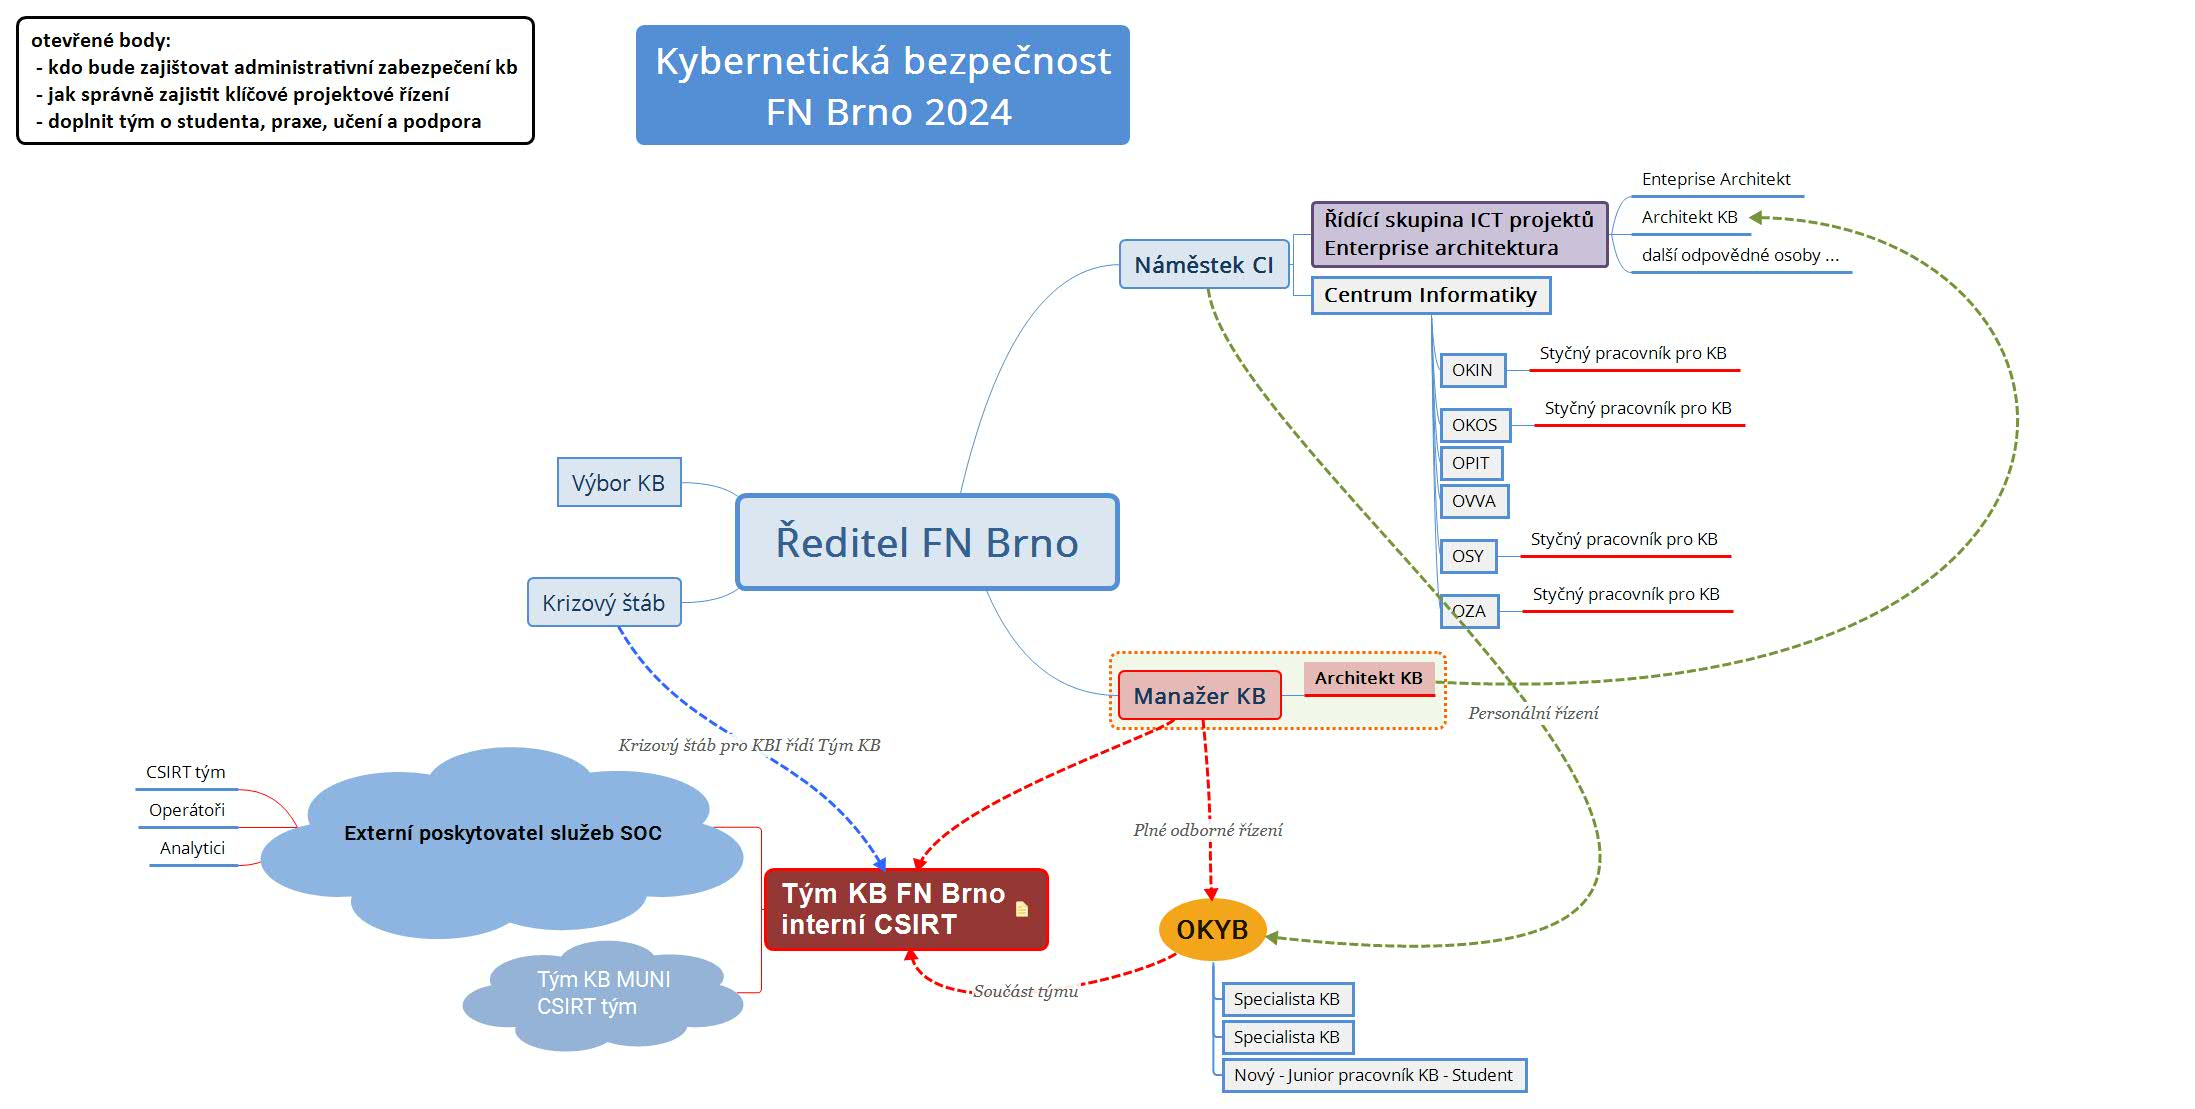 otevřené body:
- kdo bude zajištovat administrativní zabezpečení kb
- jak správně zajistit klíčové projektové řízení
- doplnit tým o studenta, praxe, učení a podpora
Kybernetická bezpečnost
FN Brno 2024
Enteprise Architekt
Architekt KB
další odpovědné osoby ...
Řídící skupina ICT projektů
Enterprise architektura
Náměstek CI
Centrum Informatiky
OKIN
Styčný pracovník pro KB
OKOS
Styčný pracovník pro KB
OPIT
OVVA
OSY
Styčný pracovník pro KB
OZA
Styčný pracovník pro KB
Výbor KB
Ředitel FN Brno
Krizový štáb
Manažer KB
Architekt KB
Personální řízení
Krizový štáb pro KBI řídí Tým KB
CSIRT tým
Operátoři
Analytici
Externí poskytovatel služeb SOC
Plné odborné řízení
Tým KB FN Brno
interní CSIRT
OKYB
Tým KB MUNI
CSIRT tým
Součást týmu
Specialista KB
Specialista KB
Nový - Junior pracovník KB - Student